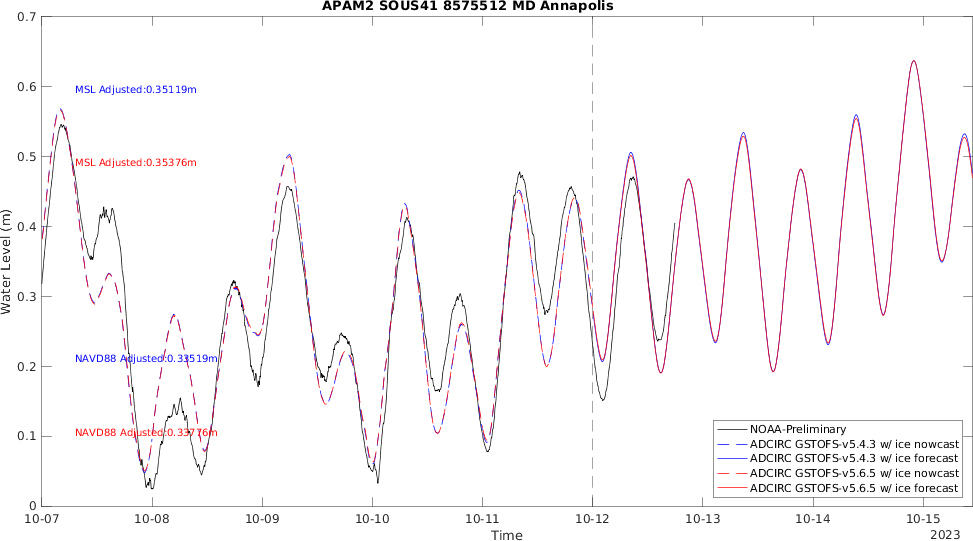 APAM2 SOUS41 8575512 MD Annapolis
0.7
0.6
0.5
0.4
0.3
0.2
0.1
0
Water Level (m)
MSL Adjusted:0.35119m
MSL Adjusted:0.35376m
NAVD88 Adjusted:0.33519m
NAVD88 Adjusted:0.33776m
NOAA-Preliminary
ADCIRC GSTOFS-v5.4.3 w/ ice nowcast
ADCIRC GSTOFS-v5.4.3 w/ ice forecast
ADCIRC GSTOFS-v5.6.5 w/ ice nowcast
ADCIRC GSTOFS-v5.6.5 w/ ice forecast
10-07 10-08 10-09 10-10 10-11 10-12 10-13 10-14 10-15
Time 2023